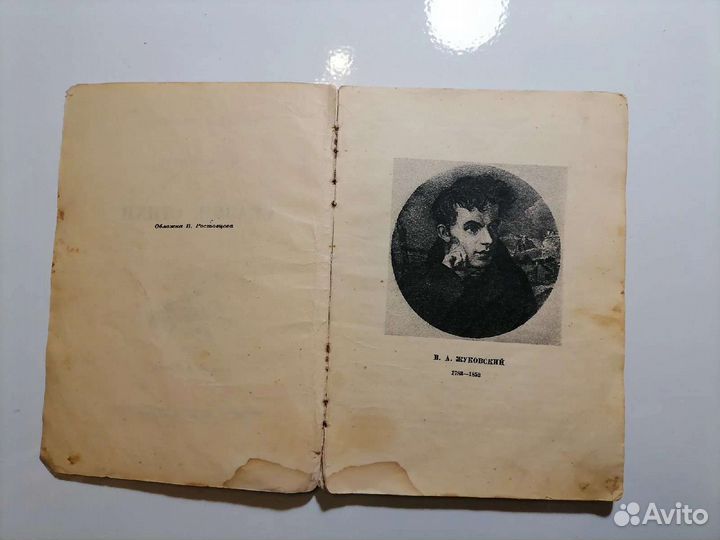 Обложка Н. Ростовцева
В. А. ЖУКОВСКИЙ
1783—1852
Avito